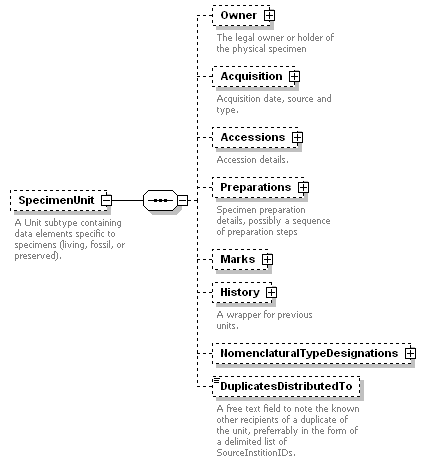 Owner
The legal owner or holder of
the physical specimen
Acquisition
Acquisition date, source and
type.
Accessions
Accession details.
SpecimenUnit
A Unit subtype containing
data elements specific to
specimens (living, fossil, or
preserved).
Preparations
Specimen preparation
details, possibly a sequence
of preparation steps
Marks
History
A wrapper for previous
units.
NomenclaturalTypeDesignations
DuplicatesDistributedTo
A free text field to note the known
other recipients of a duplicate of
the unit, preferrably in the form of
a delimited list of
SourceInstitionIDs.